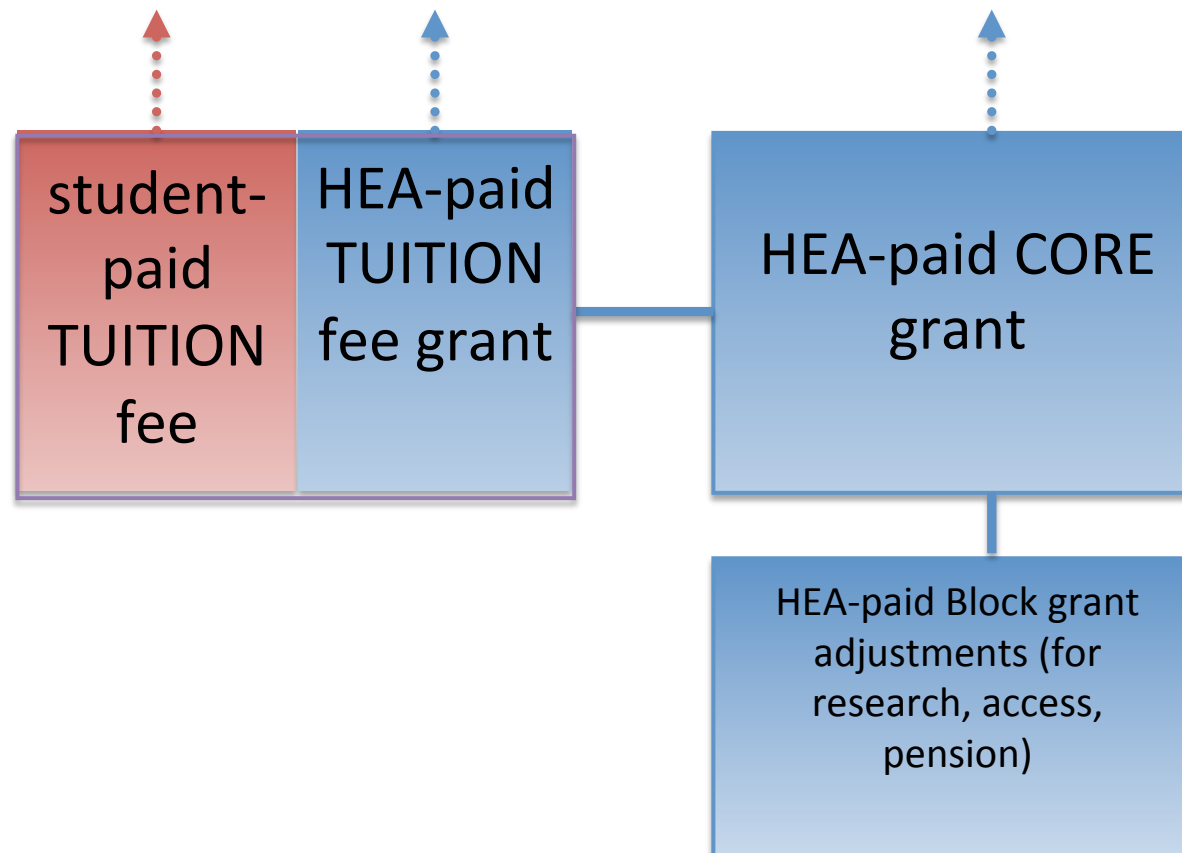 student-
paid
TUITION
fee
HEA-paid
TUITION
fee grant
HEA-paid CORE
grant
HEA-paid Block grant
adjustments (for
research, access,
pension)